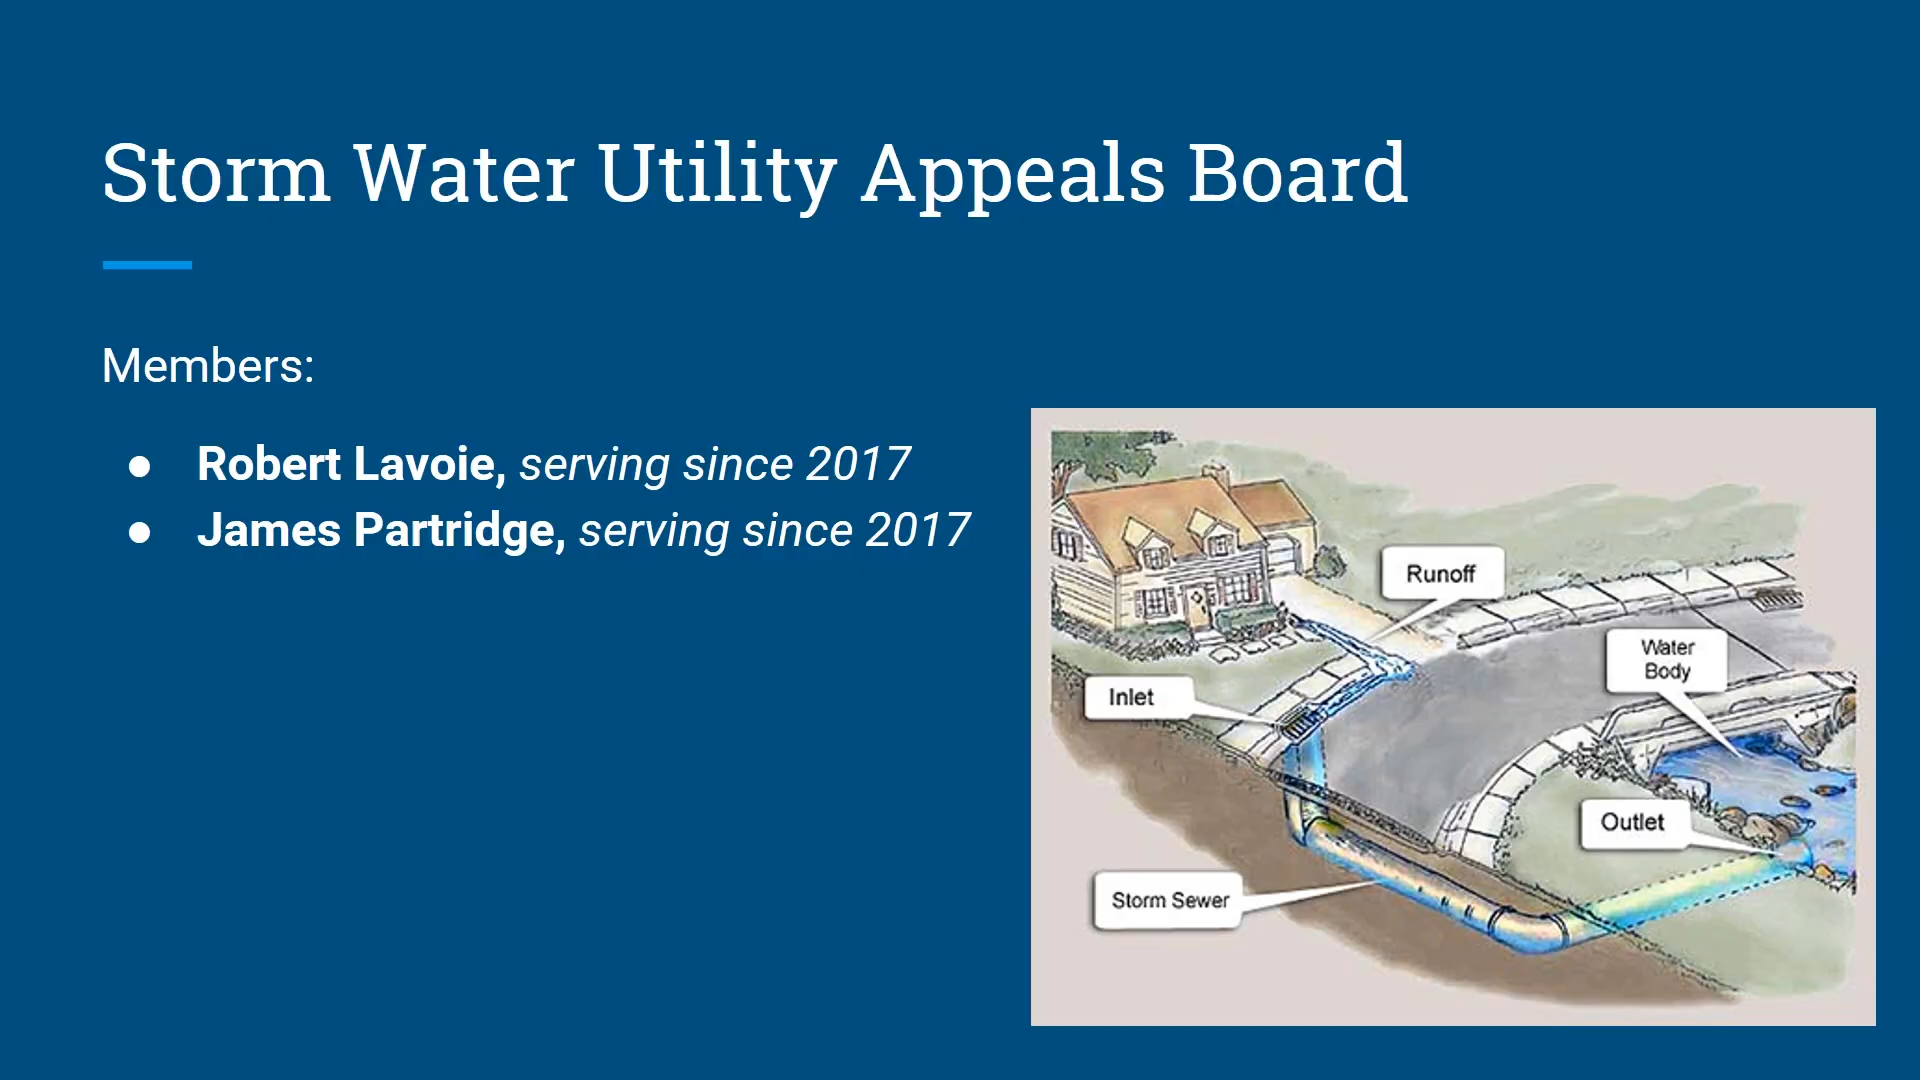 Storm Water Utility Appeals Board
Members:
● Robert Lavoie, serving since 2017
● James Partridge, serving since 2017
Runoff
Water
Body
Inlet
Outlet
Storm Sewer